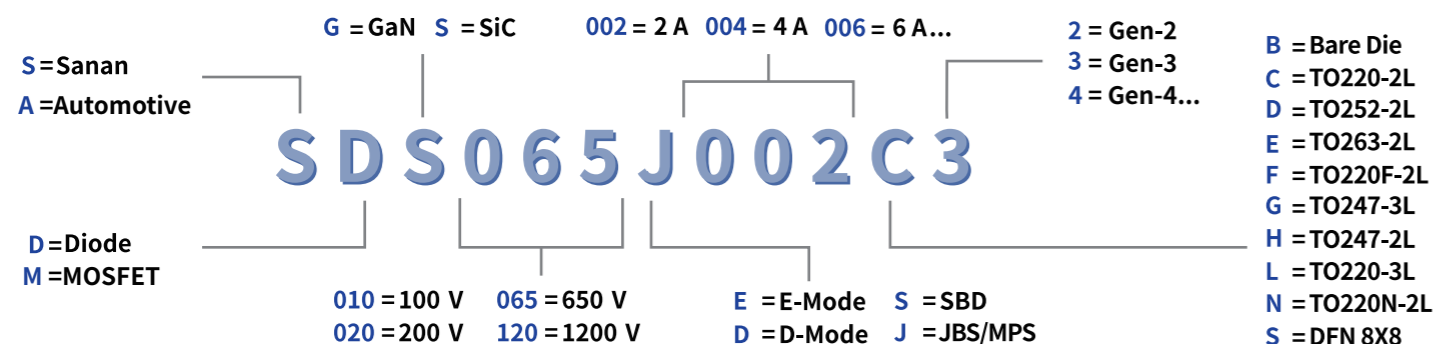 G = GaN S = SiC
002 = 2 A 004 = 4 A 006 = 6 A...
2 = Gen-2
3 = Gen-3
4 = Gen-4...
S =Sanan
A =Automotive
B = Bare Die
C = TO220-2L
D = TO252-2L
E = TO263-2L
F = TO220F-2L
G = TO247-3L
H = TO247-2L
L = TO220-3L
N = TO220N-2L
S = DFN 8X8
SDS065J002C3
D =Diode
M =MOSFET
010 =100 V 065 =650 V
020 =200 V 120 =1200 V
E =E-Mode S =SBD
D =D-Mode J =JBS/MPS